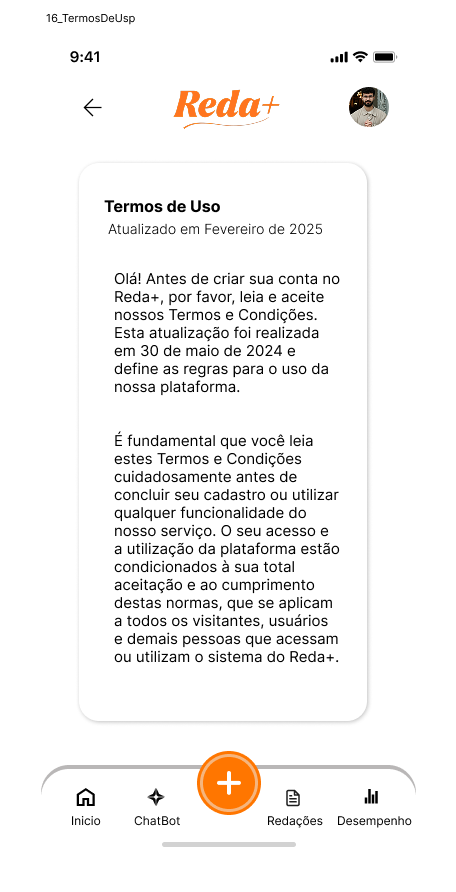 16_TermosDeUsp
9:41
Reda+
Termos de Uso
Atualizado em Fevereiro de 2025
Olá! Antes de criar sua conta no
Reda+, por favor, leia e aceite
nossos Termos e Condições.
Esta atualização foi realizada
em 30 de maio de 2024 e
define as regras para o uso da
nossa plataforma.
É fundamental que você leia
estes Termos e Condições
cuidadosamente antes de
concluir seu cadastro ou utilizar
qualquer funcionalidade do
nosso serviço. O seu acesso e
a utilização da plataforma estão
condicionados à sua total
aceitação e ao cumprimento
destas normas, que se aplicam
a todos os visitantes, usuários
e demais pessoas que acessam
ou utilizam o sistema do Reda+.
Inicio
ChatBot
Redações
Desempenho